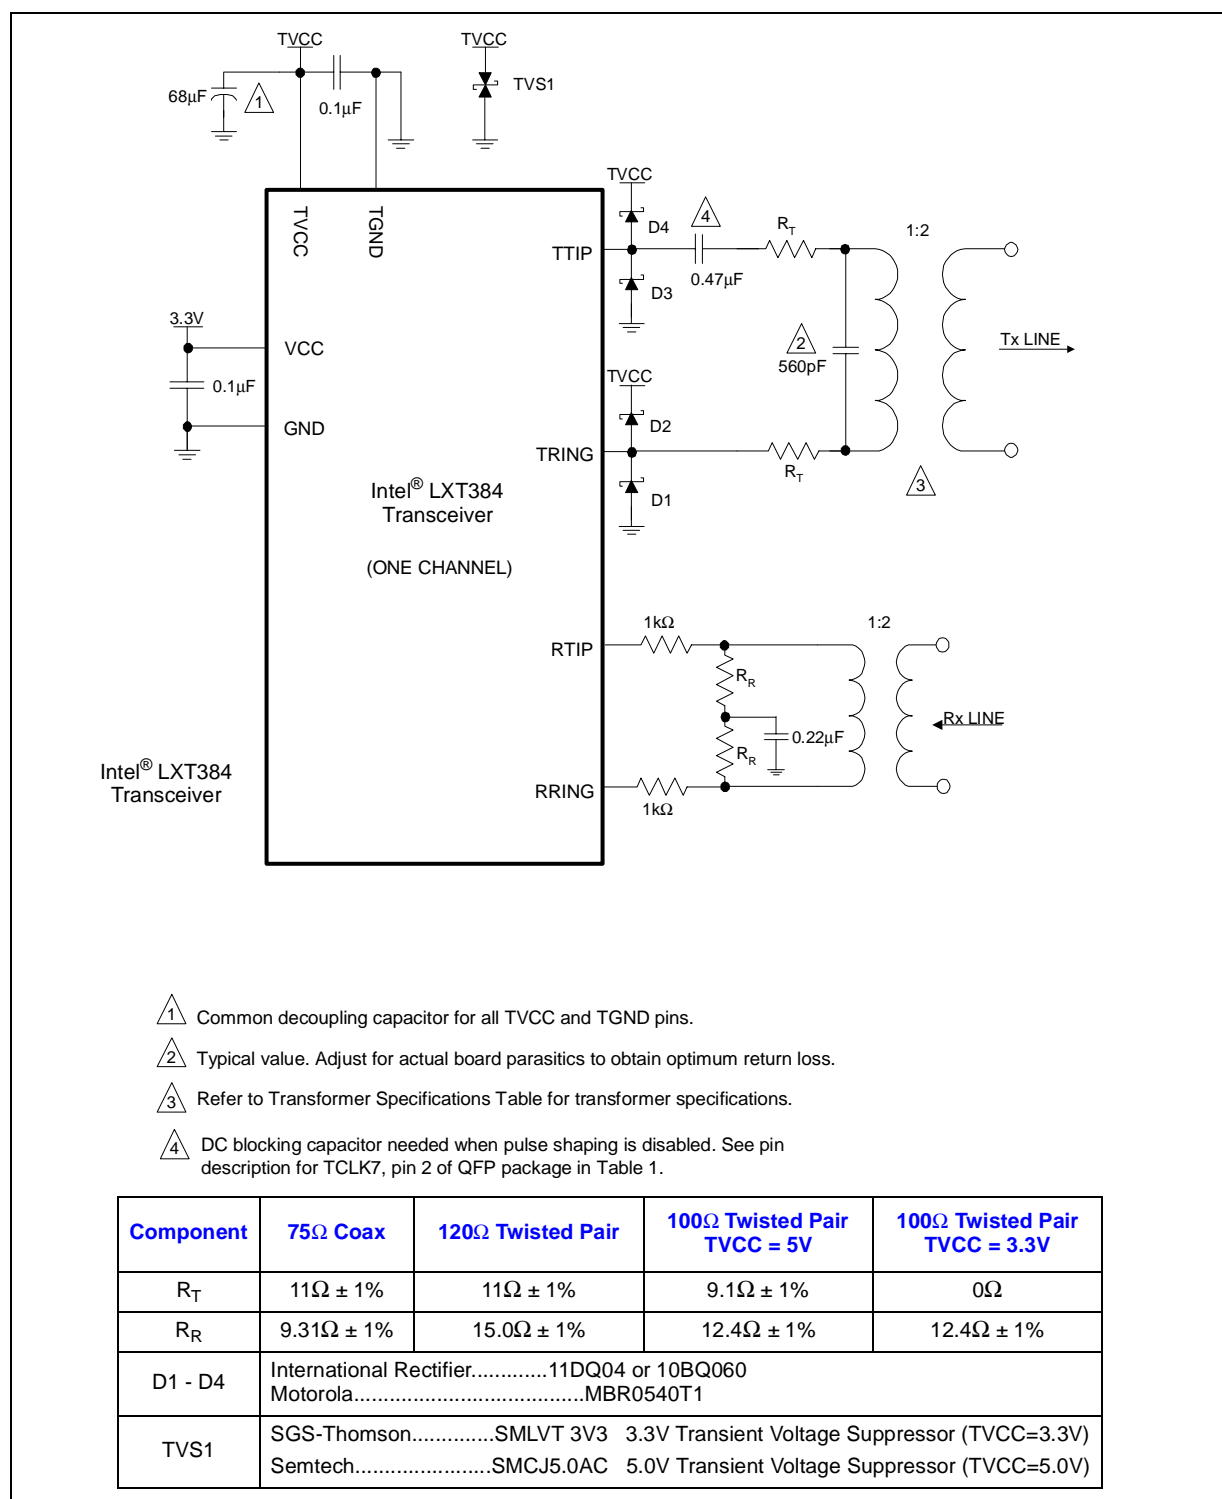 TVCC
TVCC
68μF
1
0.1μF
TVS1
TVCC
TGND
TVCC
D4
4
R_T
1:2
TTIP
0.47μF
D3
3.3V
VCC
0.1μF
GND
2
560pF
Tx LINE
TVCC
D2
TRING
R_T
3
D1
Intel® LXT384
Transceiver
(ONE CHANNEL)
1kΩ
1:2
RTIP
R_R
0.22μF
Rx LINE
R_R
RRING
1kΩ
Intel® LXT384
Transceiver
1 Common decoupling capacitor for all TVCC and TGND pins.
2 Typical value. Adjust for actual board parasitics to obtain optimum return loss.
3 Refer to Transformer Specifications Table for transformer specifications.
4 DC blocking capacitor needed when pulse shaping is disabled. See pin
description for TCLK7, pin 2 of QFP package in Table 1.
Component 75Ω Coax 120Ω Twisted Pair 100Ω Twisted Pair TVCC = 5V 100Ω Twisted Pair TVCC = 3.3V
R_T 11Ω ± 1% 11Ω ± 1% 9.1Ω ± 1% 0Ω
R_R 9.31Ω ± 1% 15.0Ω ± 1% 12.4Ω ± 1% 12.4Ω ± 1%
D1 - D4
International Rectifier.............11DQ04 or 10BQ060
Motorola.......................................MBR0540T1
TVS1
SGS-Thomson..............SMLVT 3V3 3.3V Transient Voltage Suppressor (TVCC=3.3V)
Semtech.......................SMCJ5.0AC 5.0V Transient Voltage Suppressor (TVCC=5.0V)